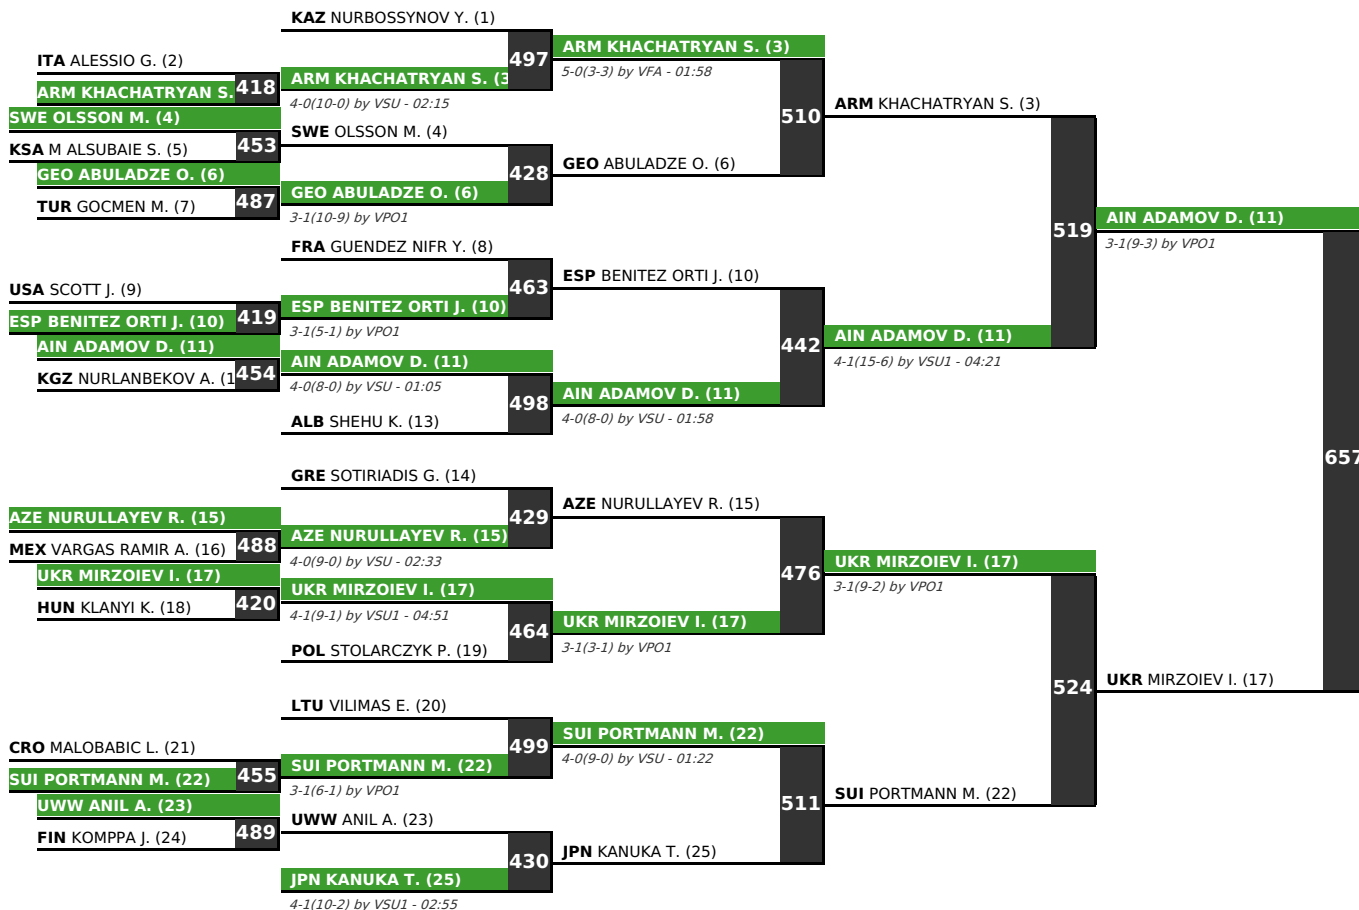 KAZ NURBOSSYNOV Y. (1)
ITA ALESSIO G. (2)
ARM KHACHATRYAN S.
418
SWE OLSSON M. (4)
KSA M ALSUBAIE S. (5)
453
GEO ABULADZE O. (6)
TUR GOCMEN M. (7)
487
USA SCOTT J. (9)
ESP BENITEZ ORTI J. (10)
419
AIN ADAMOV D. (11)
KGZ NURLANBEKOV A. (1
454
AZE NURULLAYEV R. (15)
MEX VARGAS RAMIR A. (16)
488
UKR MIRZOIEV I. (17)
HUN KLANYI K. (18)
420
CRO MALOBABIC L. (21)
SUI PORTMANN M. (22)
455
UWW ANIL A. (23)
FIN KOMPPA J. (24)
489
497
ARM KHACHATRYAN S. (3
4-0(10-0) by VSU - 02:15
SWE OLSSON M. (4)
428
GEO ABULADZE O. (6)
3-1(10-9) by VPO1
FRA GUENDEZ NIFR Y. (8)
463
ESP BENITEZ ORTI J. (10)
3-1(5-1) by VPO1
AIN ADAMOV D. (11)
4-0(8-0) by VSU - 01:05
498
ALB SHEHU K. (13)
GRE SOTIRIADIS G. (14)
429
AZE NURULLAYEV R. (15)
4-0(9-0) by VSU - 02:33
UKR MIRZOIEV I. (17)
4-1(9-1) by VSU1 - 04:51
464
POL STOLARCZYK P. (19)
LTU VILIMAS E. (20)
499
SUI PORTMANN M. (22)
3-1(6-1) by VPO1
UWW ANIL A. (23)
430
JPN KANUKA T. (25)
4-1(10-2) by VSU1 - 02:55
ARM KHACHATRYAN S. (3)
5-0(3-3) by VFA - 01:58
510
GEO ABULADZE O. (6)
ESP BENITEZ ORTI J. (10)
442
AIN ADAMOV D. (11)
4-0(8-0) by VSU - 01:58
AZE NURULLAYEV R. (15)
476
UKR MIRZOIEV I. (17)
3-1(3-1) by VPO1
SUI PORTMANN M. (22)
4-0(9-0) by VSU - 01:22
511
JPN KANUKA T. (25)
ARM KHACHATRYAN S. (3)
519
AIN ADAMOV D. (11)
4-1(15-6) by VSU1 - 04:21
UKR MIRZOIEV I. (17)
3-1(9-2) by VPO1
524
SUI PORTMANN M. (22)
AIN ADAMOV D. (11)
3-1(9-3) by VPO1
657
UKR MIRZOIEV I. (17)